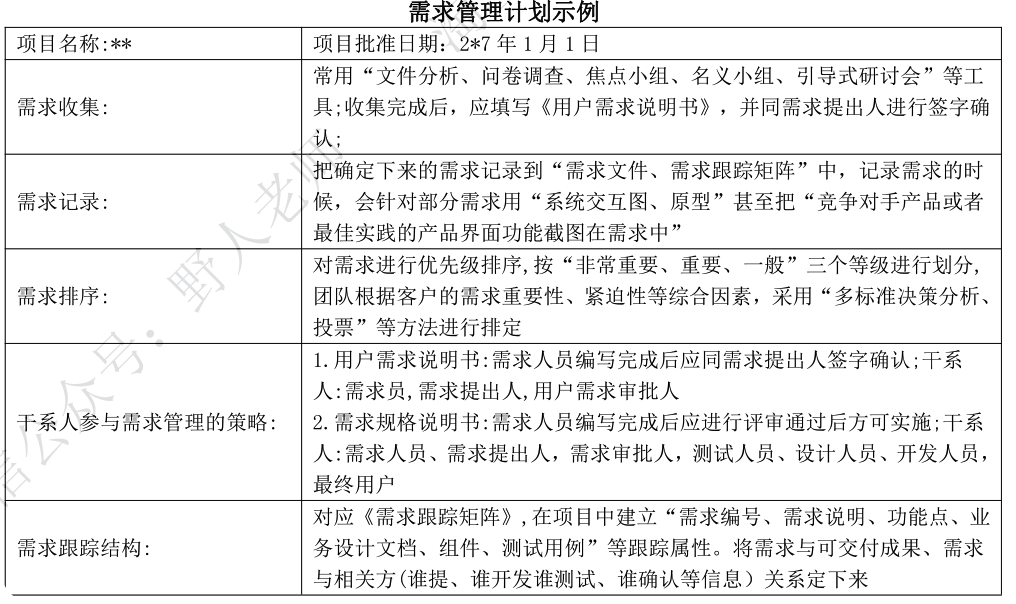 需求管理计划示例
项目名称:**
项目批准日期：2*7 年 1 月 1 日
需求收集:
常用“文件分析、问卷调查、焦点小组、名义小组、引导式研讨会”等工
具;收集完成后，应填写《用户需求说明书》，并同需求提出人进行签字确
认;
需求记录:
把确定下来的需求记录到“需求文件、需求跟踪矩阵”中，记录需求的时
候，会针对部分需求用“系统交互图、原型”甚至把“竞争对手产品或者
最佳实践的产品界面功能截图在需求中”
需求排序:
对需求进行优先级排序,按“非常重要、重要、一般”三个等级进行划分,
团队根据客户的需求重要性、紧迫性等综合因素，采用“多标准决策分析、
投票”等方法进行排定
干系人参与需求管理的策略:
1.用户需求说明书:需求人员编写完成后应同需求提出人签字确认;干系
人:需求员,需求提出人,用户需求审批人
2.需求规格说明书:需求人员编写完成后应进行评审通过后方可实施;干系
人:需求人员、需求提出人，需求审批人，测试人员、设计人员、开发人员，
最终用户
需求跟踪结构:
对应《需求跟踪矩阵》,在项目中建立“需求编号、需求说明、功能点、业
务设计文档、组件、测试用例”等跟踪属性。将需求与可交付成果、需求
与相关方(谁提、谁开发谁测试、谁确认等信息）关系定下来
信公众号：野人老师